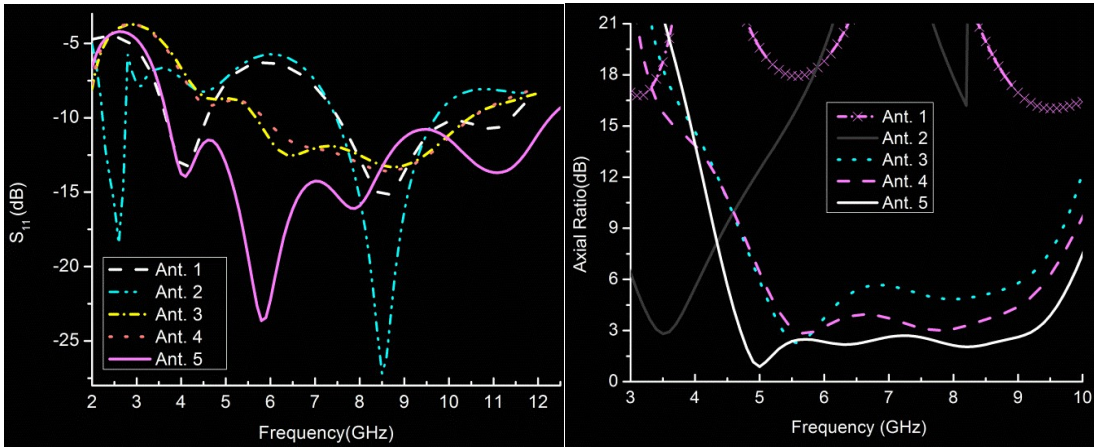 -5
-10
-15
-20
-25
S11 (dB)
Ant. 1
Ant. 2
Ant. 3
Ant. 4
Ant. 5
2 3 4 5 6 7 8 9 10 11 12
Frequency(GHz)
21
18
15
12
9
6
3
0
Axial Ratio(dB)
Ant. 1
Ant. 2
Ant. 3
Ant. 4
Ant. 5
3 4 5 6 7 8 9 10
Frequency (GHz)